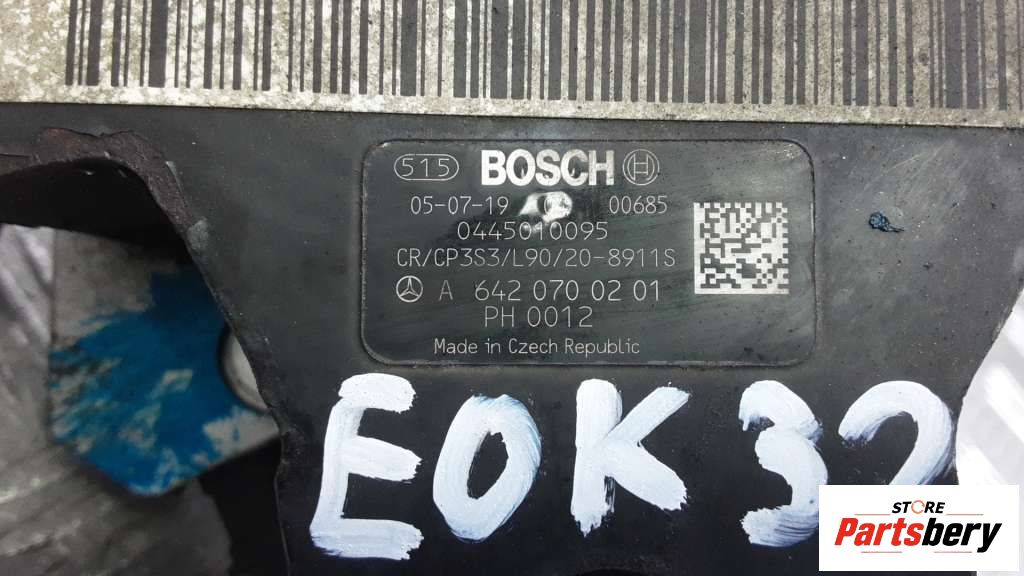 515 BOSCH
05-07-19 00685
0445010095
CR/CP3S3/L90/20-8911S
A 642 070 02 01
PH 0012
Made in Czech Republic
EOK32
STORE
Partsbery